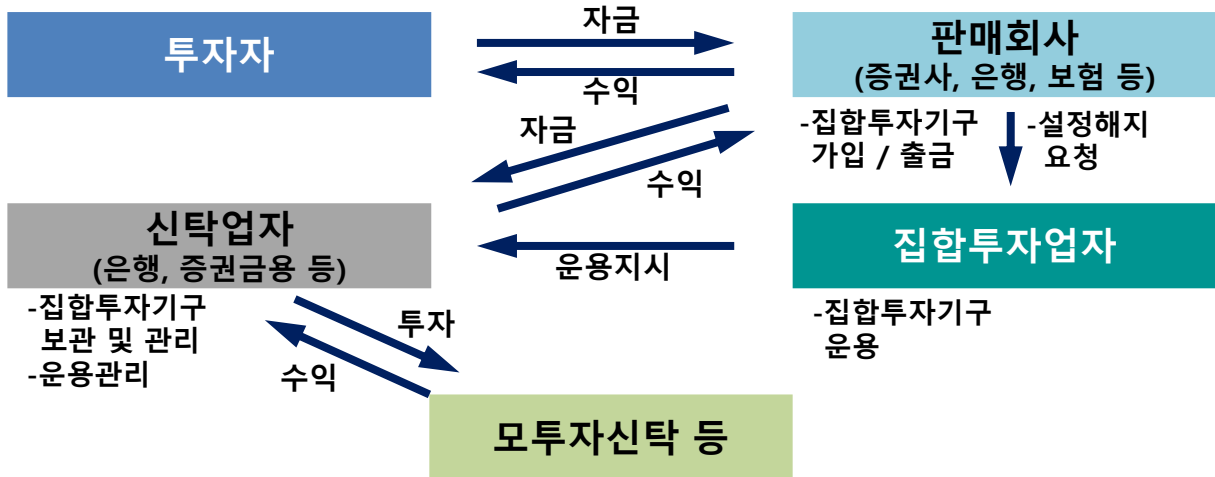 투자자
자금
수익
판매회사
(증권사, 은행, 보험 등)
-집합투자기구
가입 / 출금
-설정해지
요청
자금
수익
신탁업자
(은행, 증권금융 등)
-집합투자기구
보관 및 관리
-운용관리
운용지시
집합투자업자
-집합투자기구
운용
투자
수익
모투자신탁 등